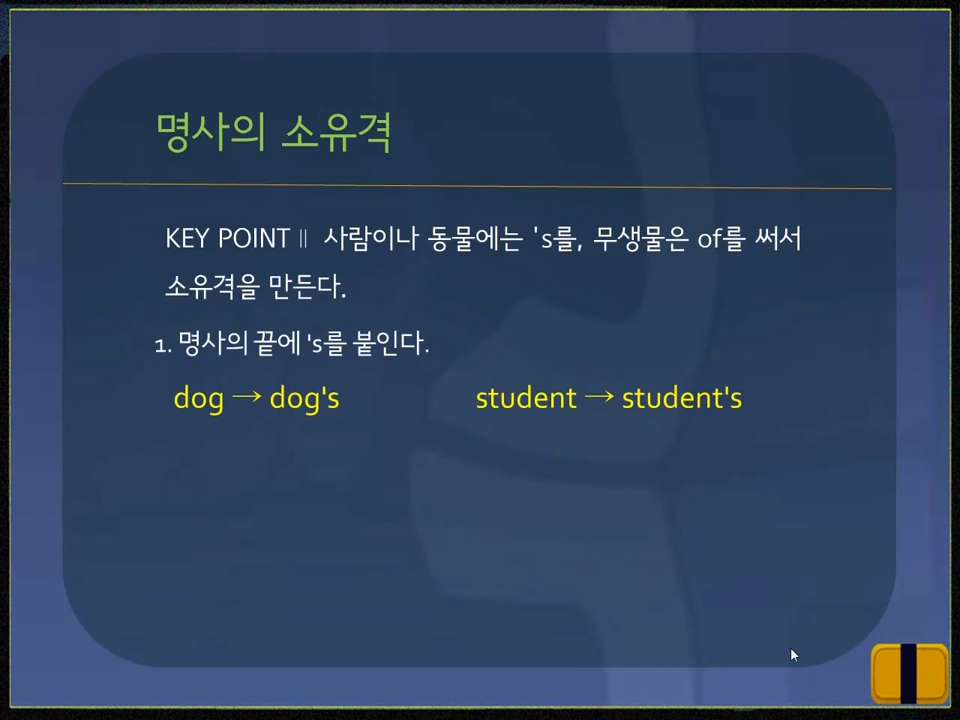 명사의 소유격
KEY POINT Ⅱ 사람이나 동물에는 's를, 무생물은 of를 써서
소유격을 만든다.
1. 명사의 끝에 's를 붙인다.
dog → dog's student → student's